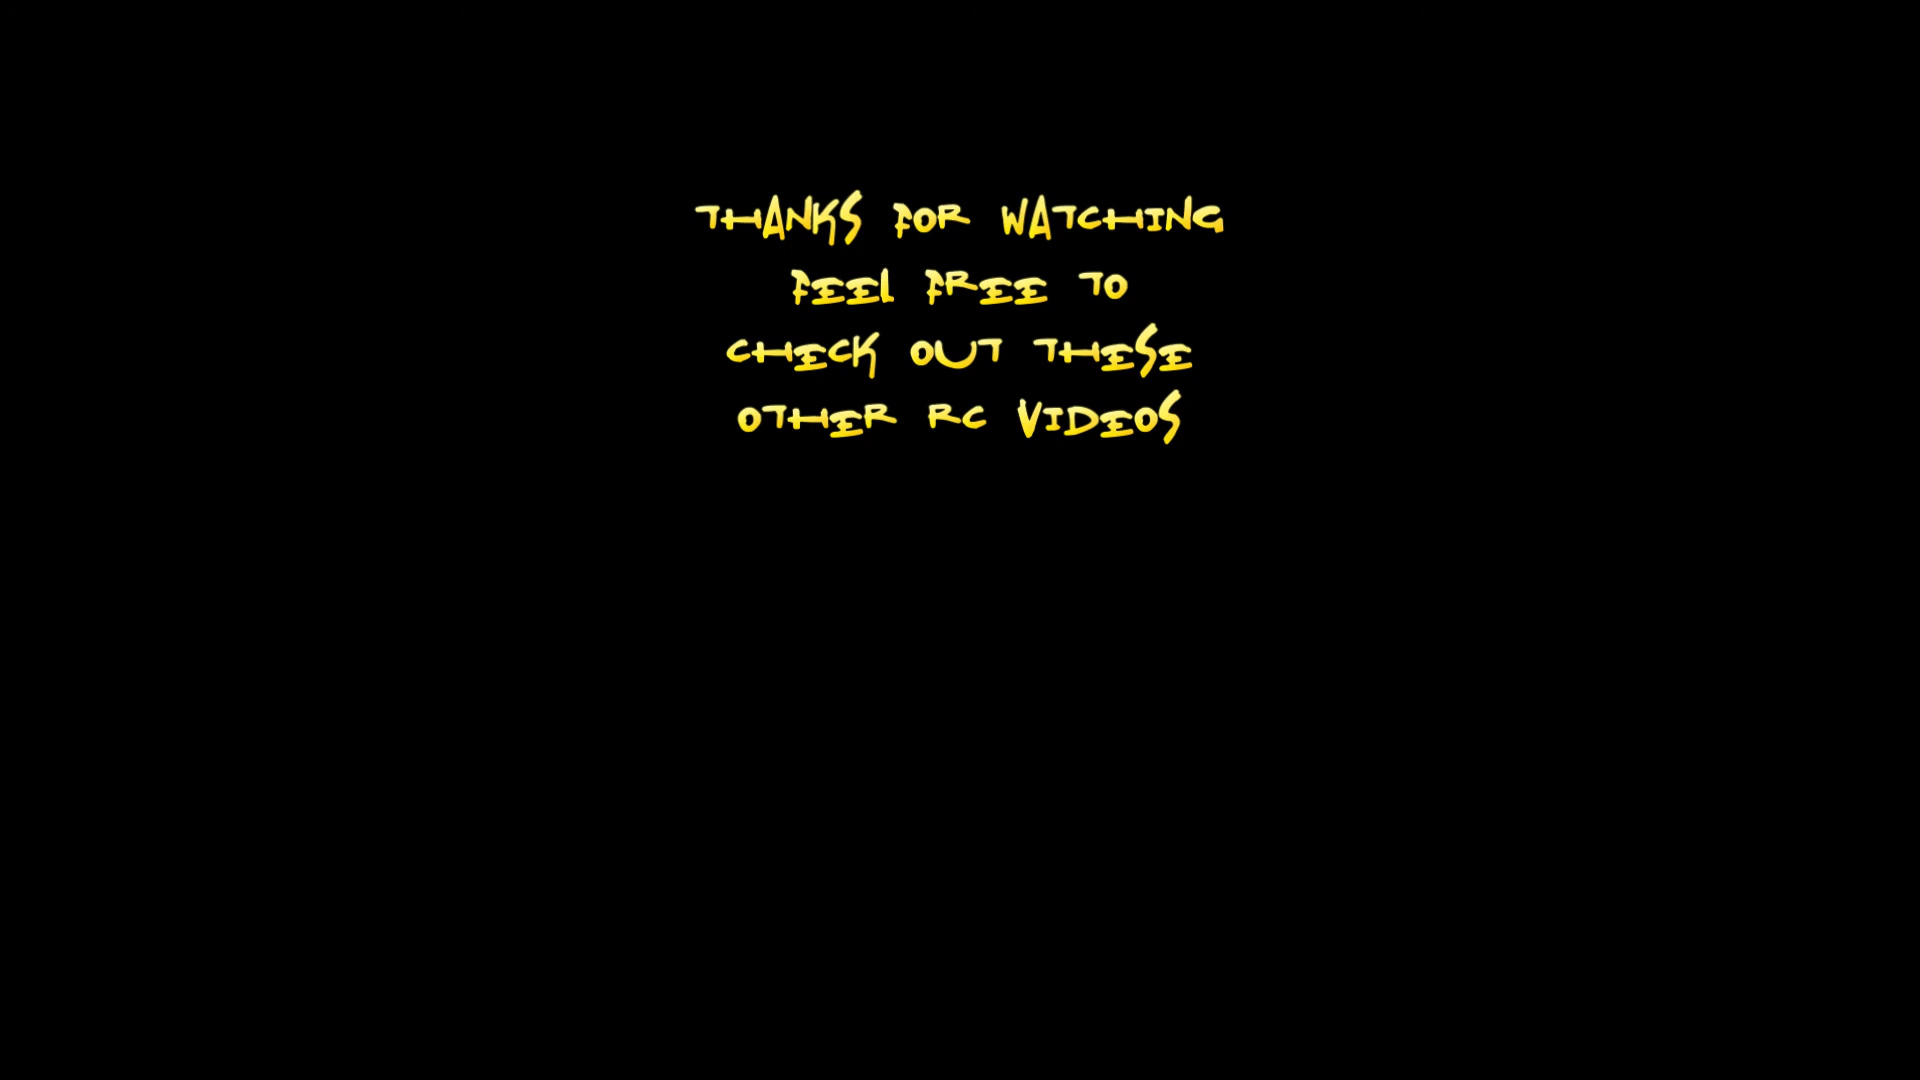 THANKS FOR WATCHING
FEEL FREE TO
CHECK OUT THESE
OTHER RC VIDEOS